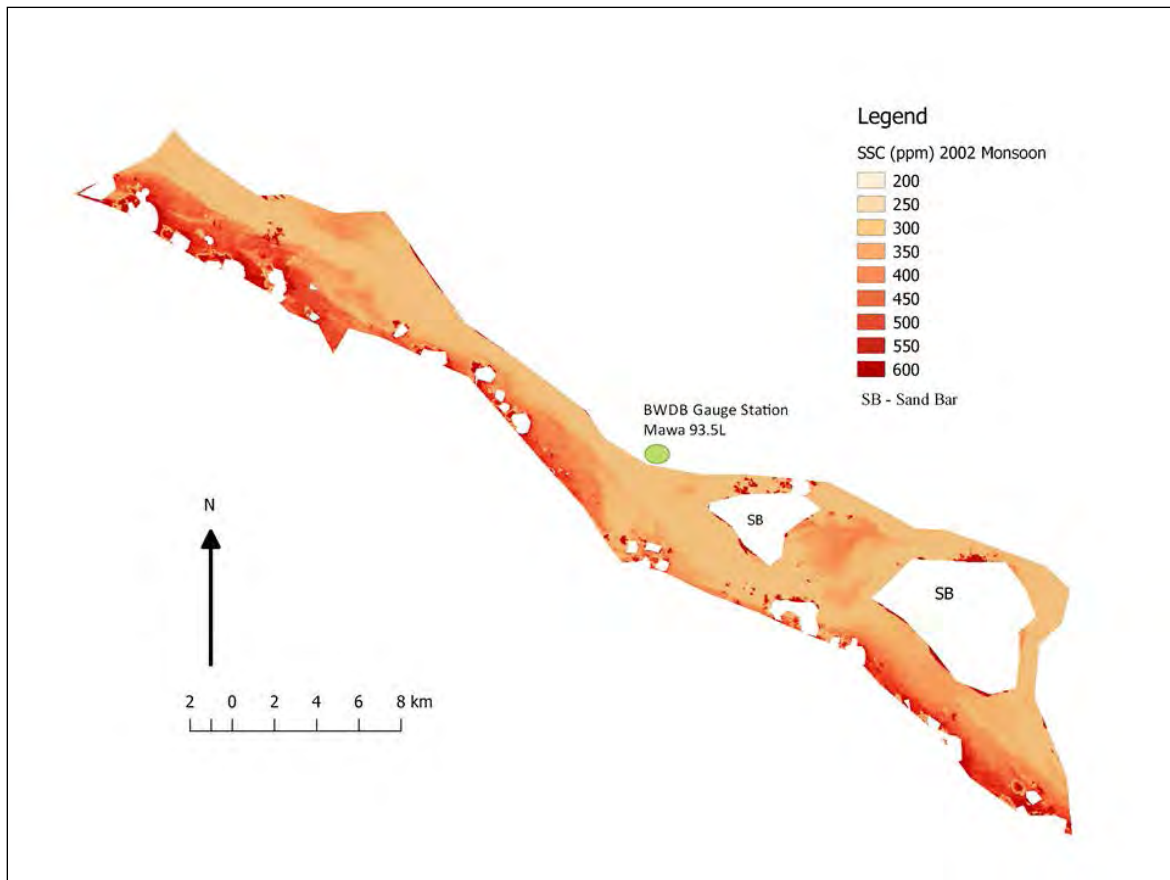 Legend
SSC (ppm) 2002 Monsoon
200
250
300
350
400
450
500
550
600
SB - Sand Bar
BWDB Gauge Station
Mawa 93.5L
SB
SB
N
2 0 2 4 6 8 km